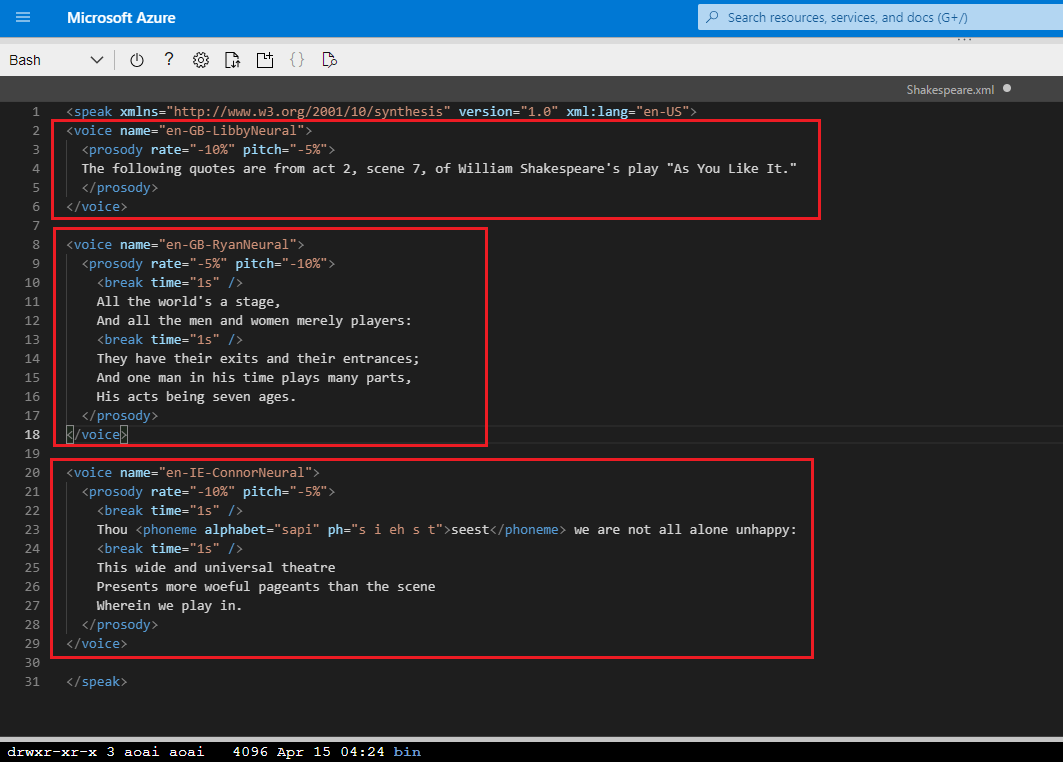 Microsoft Azure
Search resources, services, and docs (G+/)
Bash
Shakespeare.xml
1 <speak xmlns="http://www.w3.org/2001/10/synthesis" version="1.0" xml:lang="en-US">
2 <voice name="en-GB-LibbyNeural">
3 <prosody rate="-10%" pitch="-5%">
4 The following quotes are from act 2, scene 7, of William Shakespeare's play "As You Like It."
5 </prosody>
6 </voice>
7
8 <voice name="en-GB-RyanNeural">
9 <prosody rate="-5%" pitch="-10%">
10 <break time="1s" />
11 All the world's a stage,
12 And all the men and women merely players:
13 <break time="1s" />
14 They have their exits and their entrances;
15 And one man in his time plays many parts,
16 His acts being seven ages.
17 </prosody>
18 </voice>
19
20 <voice name="en-IE-ConnorNeural">
21 <prosody rate="-10%" pitch="-5%">
22 <break time="1s" />
23 Thou <phoneme alphabet="sapi" ph="s i eh s t">seest</phoneme> we are not all alone unhappy:
24 <break time="1s" />
25 This wide and universal theatre
26 Presents more woeful pageants than the scene
27 Wherein we play in.
28 </prosody>
29 </voice>
30
31 </speak>
drwxr-xr-x 3 aoai aoai 4096 Apr 15 04:24 bin